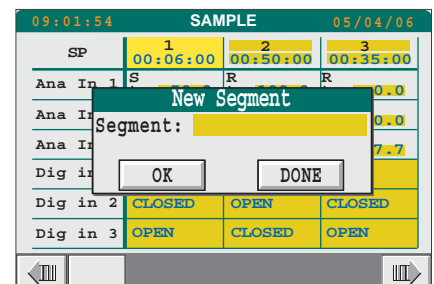 09:01:54 SAMPLE 05/04/06
SP 1 2 3
00:06:00 00:50:00 00:35:00
Ana In 1 S R R 0.0
New Segment
Ana In 0.0
Segment:
Ana In 7.7
Dig in OK DONE
Dig in 2 CLOSED OPEN CLOSED
Dig in 3 OPEN CLOSED OPEN